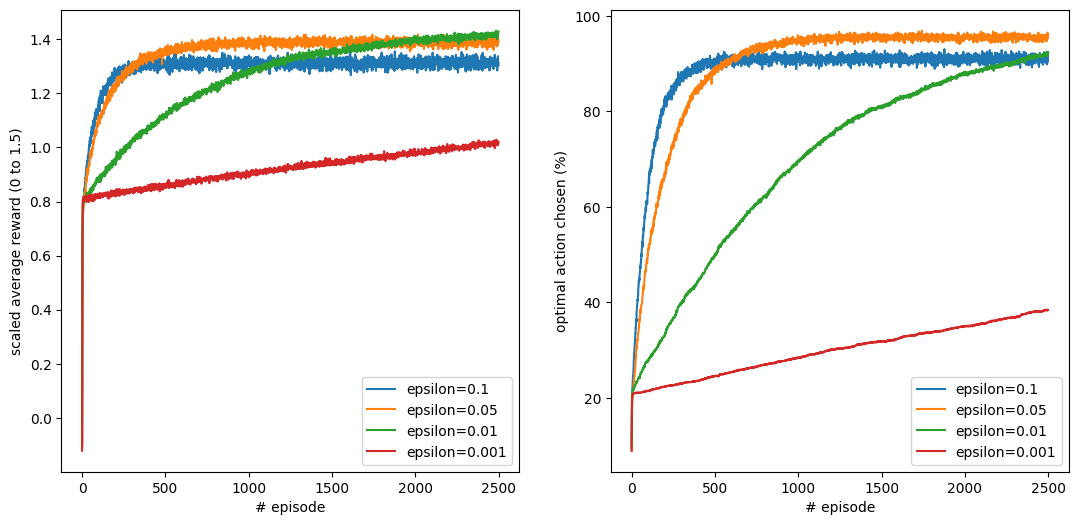 scaled average reward (0 to 1.5)
1.4
1.2
1.0
0.8
0.6
0.4
0.2
0.0
0
500
1000
1500
2000
2500
# episode
epsilon=0.1
epsilon=0.05
epsilon=0.01
epsilon=0.001
optimal action chosen (%)
100
80
60
40
20
0
500
1000
1500
2000
2500
# episode
epsilon=0.1
epsilon=0.05
epsilon=0.01
epsilon=0.001